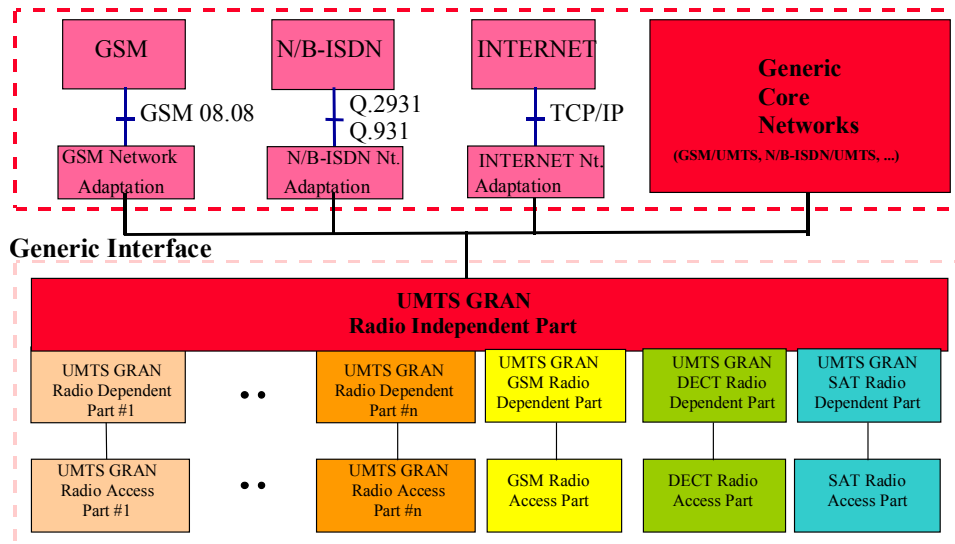 GSM
N/B-ISDN
INTERNET
Generic
Core
Networks
(GSM/UMTS, N/B-ISDN/UMTS, ...)
GSM 08.08
Q.2931
Q.931
TCP/IP
GSM Network
Adaptation
N/B-ISDN Nt.
Adaptation
INTERNET Nt.
Adaptation
Generic Interface
UMTS GRAN
Radio Independent Part
UMTS GRAN
Radio Dependent
Part #1
UMTS GRAN
Radio Dependent
Part #n
UMTS GRAN
GSM Radio
Dependent Part
UMTS GRAN
DECT Radio
Dependent Part
UMTS GRAN
SAT Radio
Dependent Part
UMTS GRAN
Radio Access
Part #1
UMTS GRAN
Radio Access
Part #n
GSM Radio
Access Part
DECT Radio
Access Part
SAT Radio
Access Part